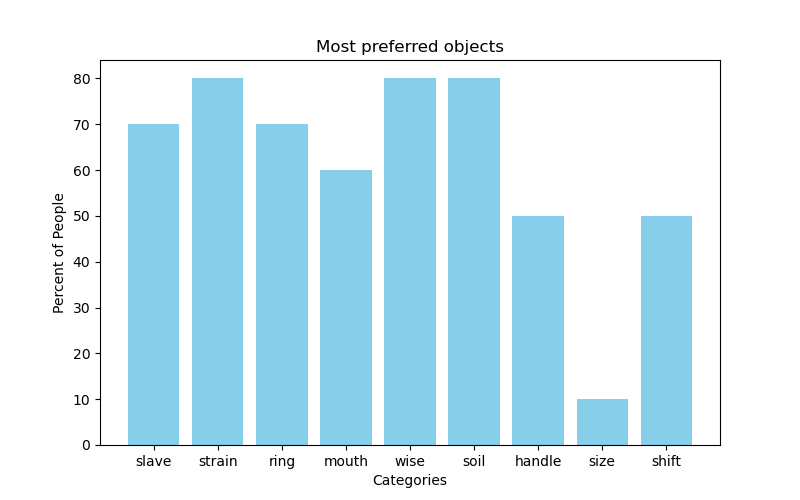 Most preferred objects
Percent of People
80
70
60
50
40
30
20
10
0
slave strain ring mouth wise soil handle size shift
Categories